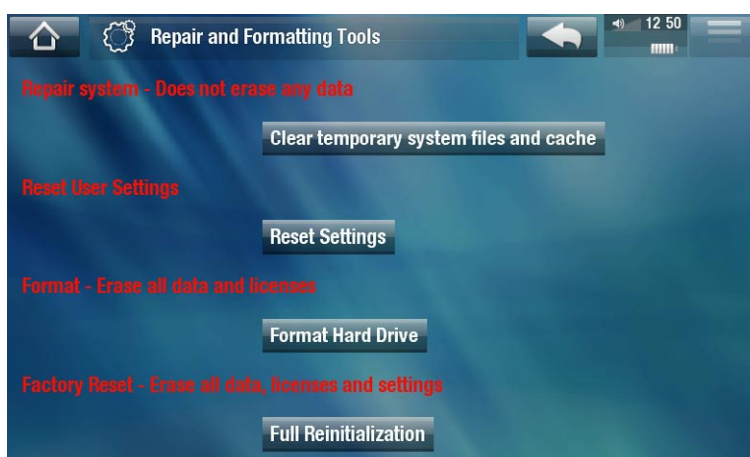 Repair and Formatting Tools
12 50
Repair system - Does not erase any data
Clear temporary system files and cache
Reset User Settings
Reset Settings
Format - Erase all data and licenses
Format Hard Drive
Factory Reset - Erase all data, licenses and settings
Full Reinitialization